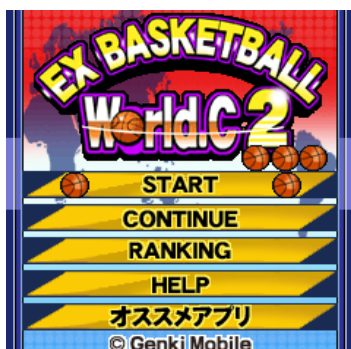 EX BASKETBALL
World.C 2
START
CONTINUE
RANKING
HELP
オススメアプリ
© Genki Mobile